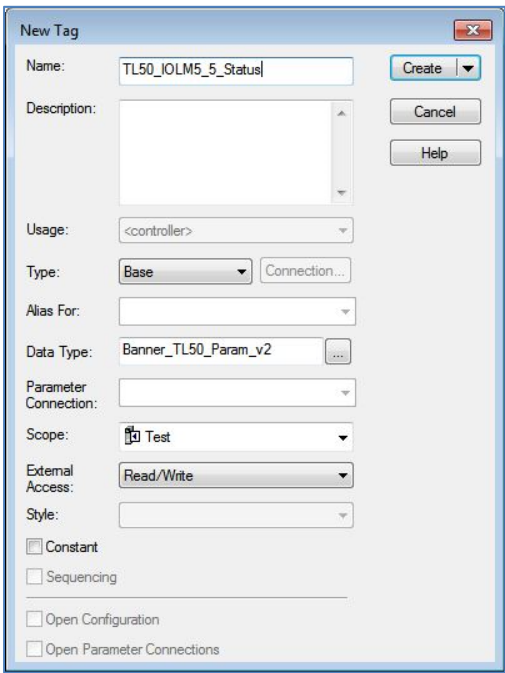 New Tag
Name:
TL50_IOLM5_5_Status
Create
Description:
Cancel
Help
Usage:
<controller>
Type:
Base
Connection...
Alias For:
Data Type:
Banner_TL50_Param_v2
...
Parameter
Connection:
Scope:
Test
External
Access:
Read/Write
Style:
Constant
Sequencing
Open Configuration
Open Parameter Connections